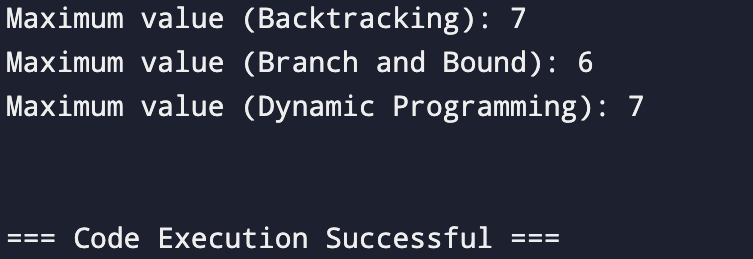 Maximum value (Backtracking): 7
Maximum value (Branch and Bound): 6
Maximum value (Dynamic Programming): 7
=== Code Execution Successful ===